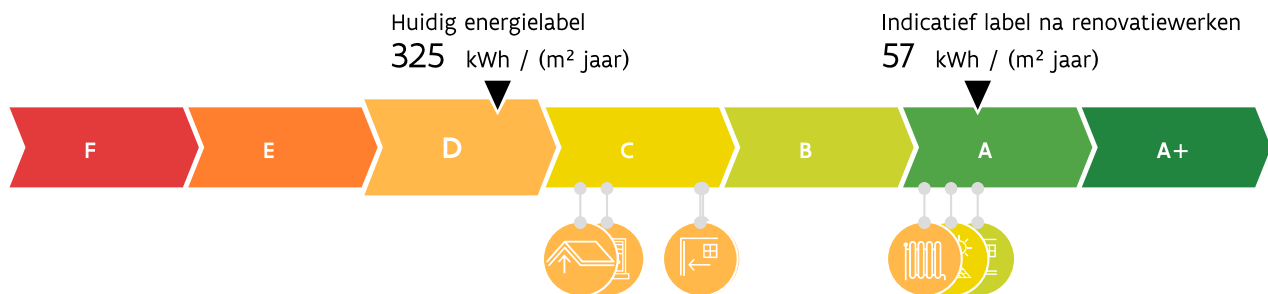 Huidig energielabel
325 kWh / (m² jaar)
Indicatief label na renovatiewerken
57 kWh / (m² jaar)
F E D C B A A+